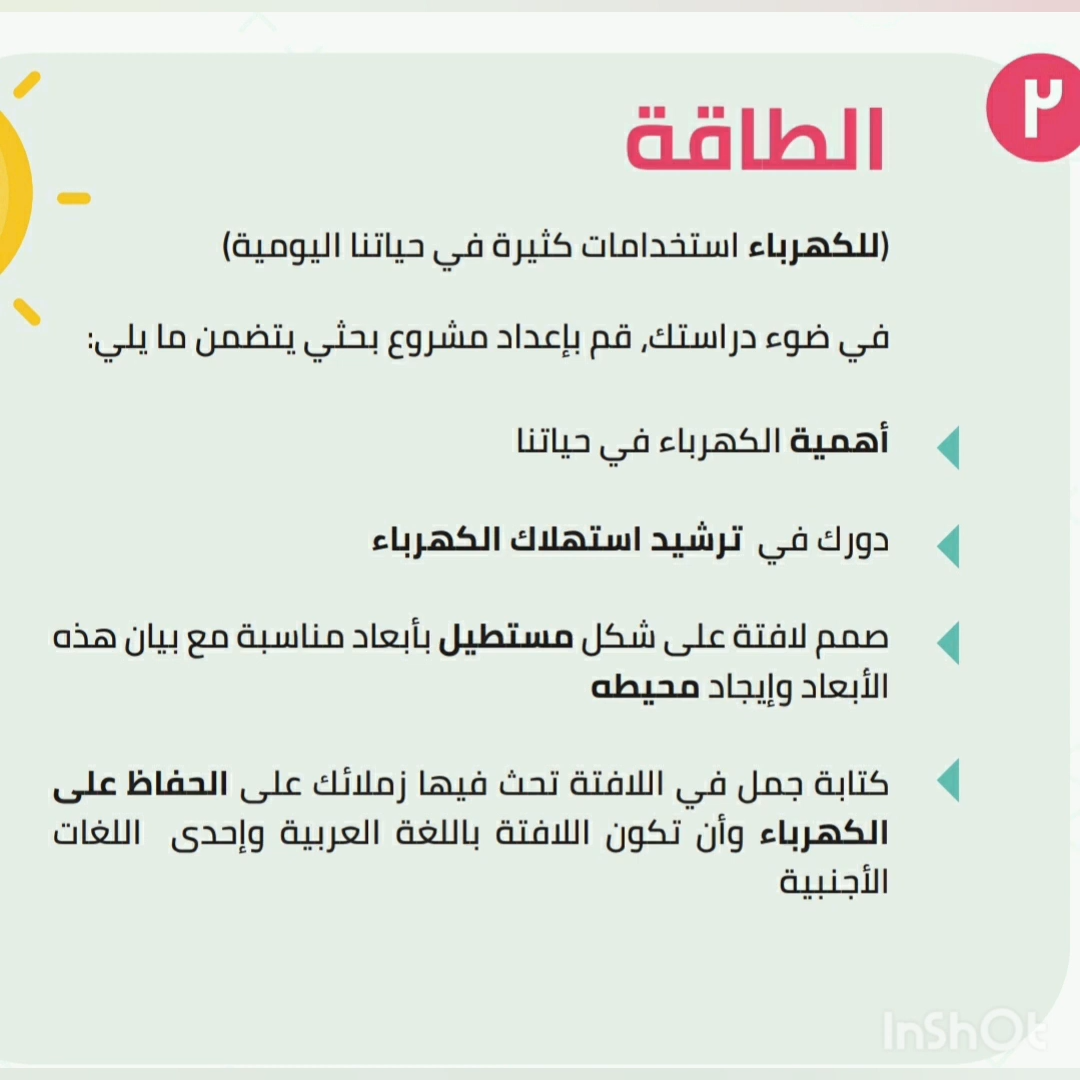 ٢
الطاقة
(للكهرباء استخدامات كثيرة في حياتنا اليومية)
في ضوء دراستك، قم بإعداد مشروع بحثي يتضمن ما يلي:
أهمية الكهرباء في حياتنا
دورك في ترشيد استهلاك الكهرباء
صمم لافتة على شكل مستطيل بأبعاد مناسبة مع بيان هذه
الأبعاد وإيجاد محيطه
كتابة جمل في اللافتة تحث فيها زملائك على الحفاظ على
الكهرباء وأن تكون اللافتة باللغة العربية وإحدى اللغات
الأجنبية
InShOt